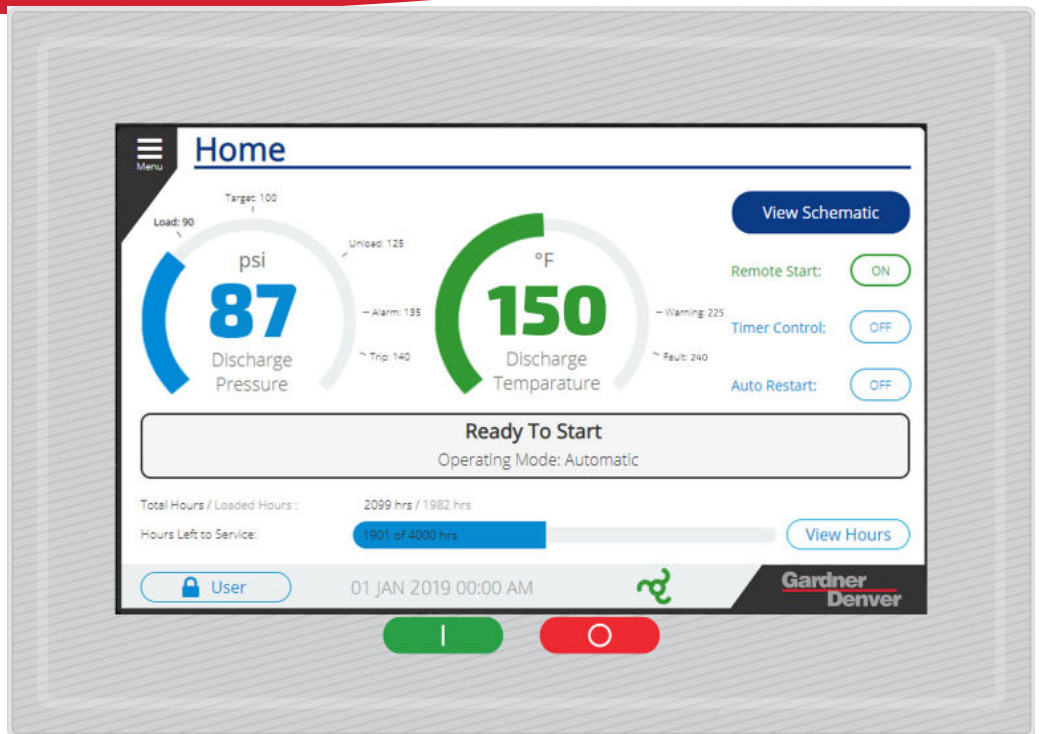 Menu
Home
Target: 100
Load: 90
Unload: 125
psi
87
Discharge
Pressure
Alarm: 135
Trip: 140
°F
150
Discharge
Temparature
Warning: 225
Fault: 240
View Schematic
Remote Start: ON
Timer Control: OFF
Auto Restart: OFF
Ready To Start
Operating Mode: Automatic
Total Hours / Loaded Hours : 2099 hrs / 1982 hrs
Hours Left to Service: 1901 of 4000 hrs
View Hours
User
01 JAN 2019 00:00 AM
Gardner
Denver